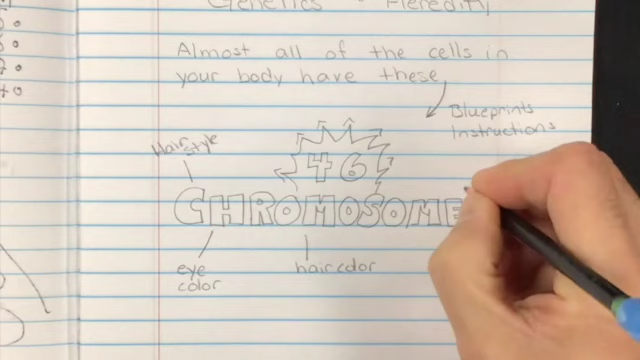 Genetics - Heredity
Almost all of the cells in
your body have these
Blueprints
Instructions
Hairstyle
46
CHROMOSOME
eye
color
haircolor